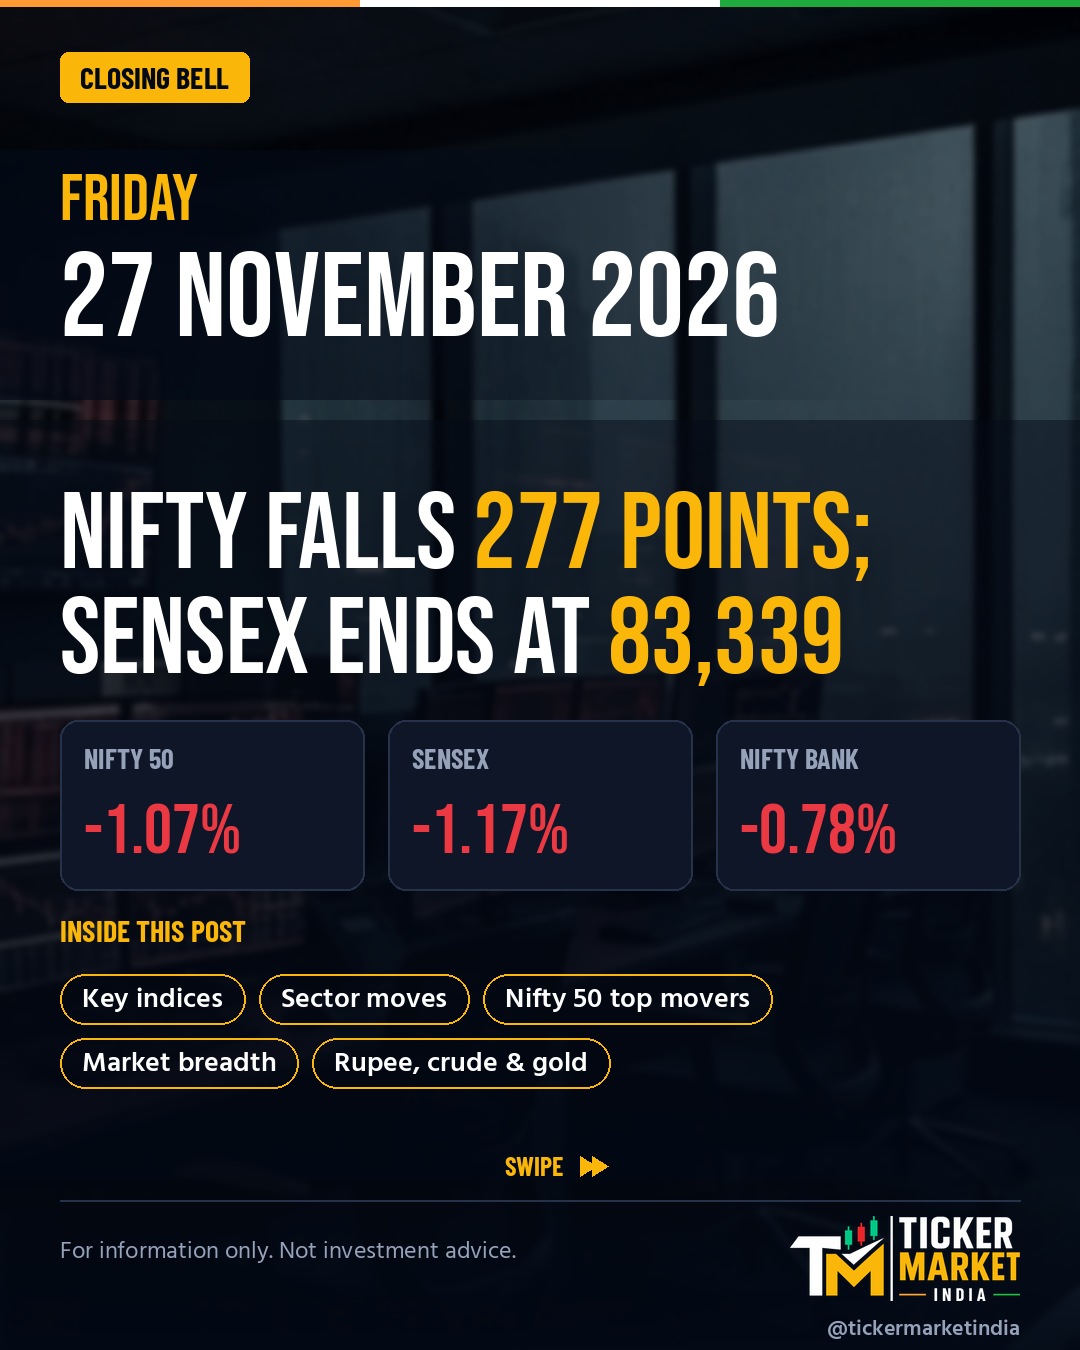 CLOSING BELL
FRIDAY
27 NOVEMBER 2026
NIFTY FALLS 277 POINTS;
SENSEX ENDS AT 83,339
NIFTY 50
-1.07%
SENSEX
-1.17%
NIFTY BANK
-0.78%
INSIDE THIS POST
Key indices
Sector moves
Nifty 50 top movers
Market breadth
Rupee, crude & gold
SWIPE
For information only. Not investment advice.
TM
TICKER
MARKET
INDIA
@tickermarketindia